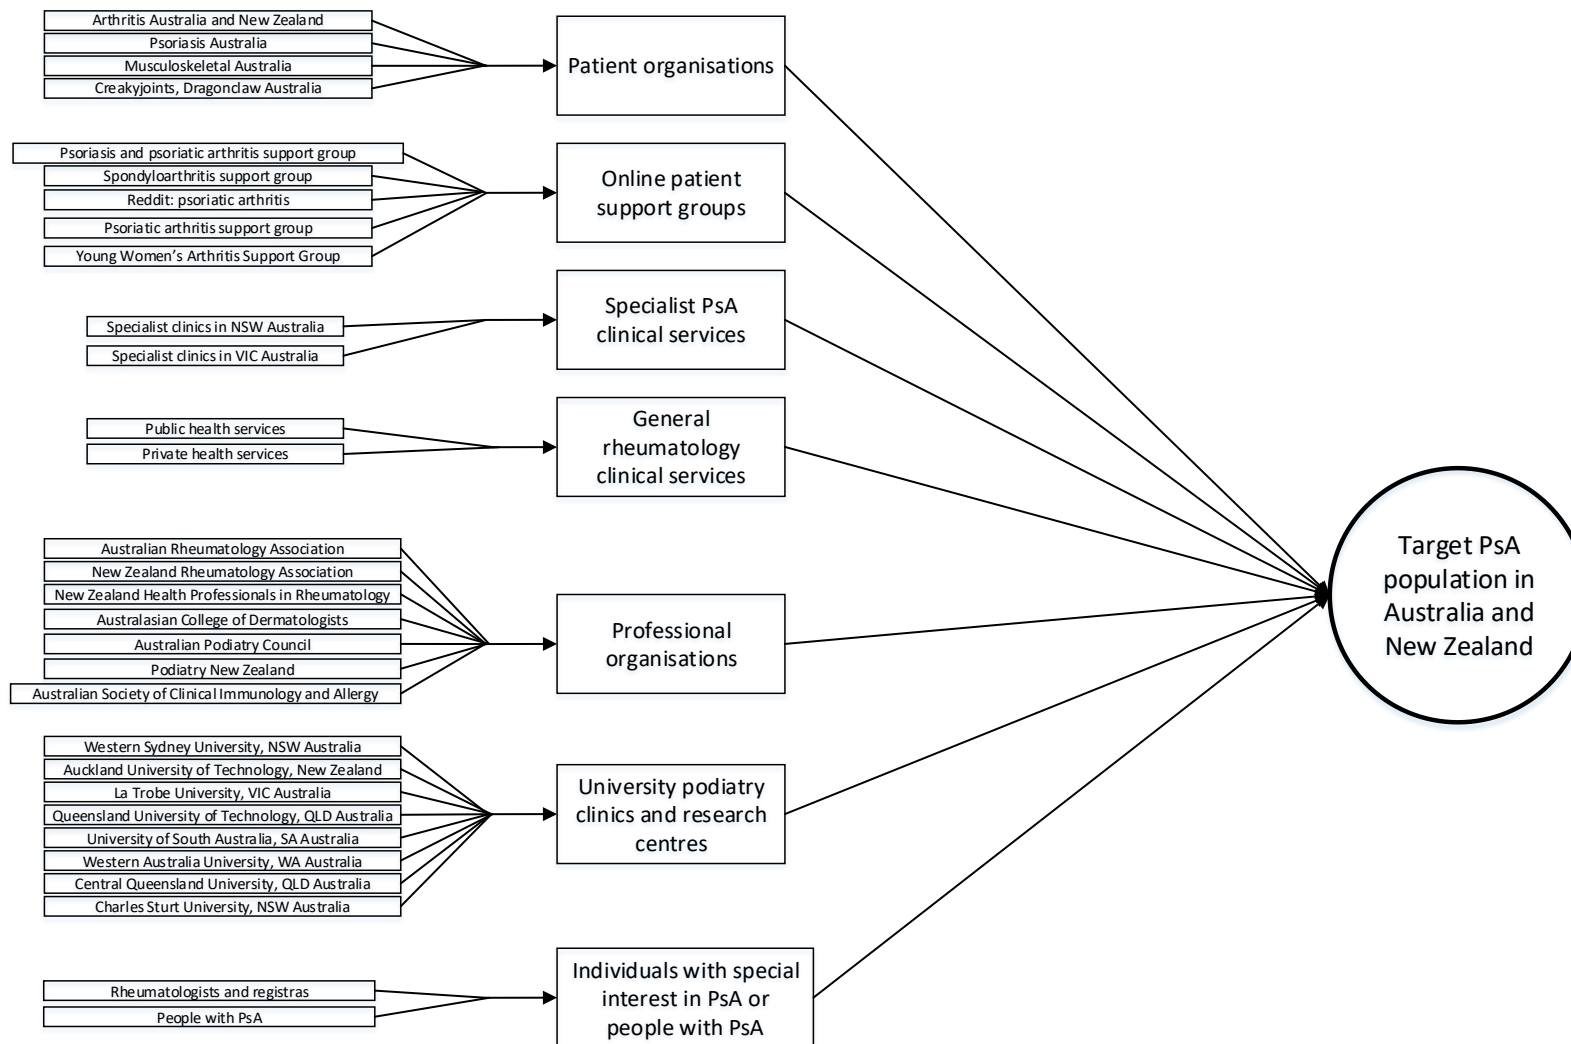 Arthritis Australia and New Zealand
Psoriasis Australia
Musculoskeletal Australia
Creakyjoints, Dragonclaw Australia
Patient organisations
Psoriasis and psoriatic arthritis support group
Spondyloarthritis support group
Reddit: psoriatic arthritis
Psoriatic arthritis support group
Young Women's Arthritis Support Group
Online patient
support groups
Specialist clinics in NSW Australia
Specialist clinics in VIC Australia
Specialist PsA
clinical services
Public health services
Private health services
General
rheumatology
clinical services
Australian Rheumatology Association
New Zealand Rheumatology Association
New Zealand Health Professionals in Rheumatology
Australasian College of Dermatologists
Australian Podiatry Council
Podiatry New Zealand
Australian Society of Clinical Immunology and Allergy
Professional
organisations
Western Sydney University, NSW Australia
Auckland University of Technology, New Zealand
La Trobe University, VIC Australia
Queensland University of Technology, QLD Australia
University of South Australia, SA Australia
Western Australia University, WA Australia
Central Queensland University, QLD Australia
Charles Sturt University, NSW Australia
University podiatry
clinics and research
centres
Rheumatologists and registras
People with PsA
Individuals with special
interest in PsA or
people with PsA
Target PsA
population in
Australia and
New Zealand